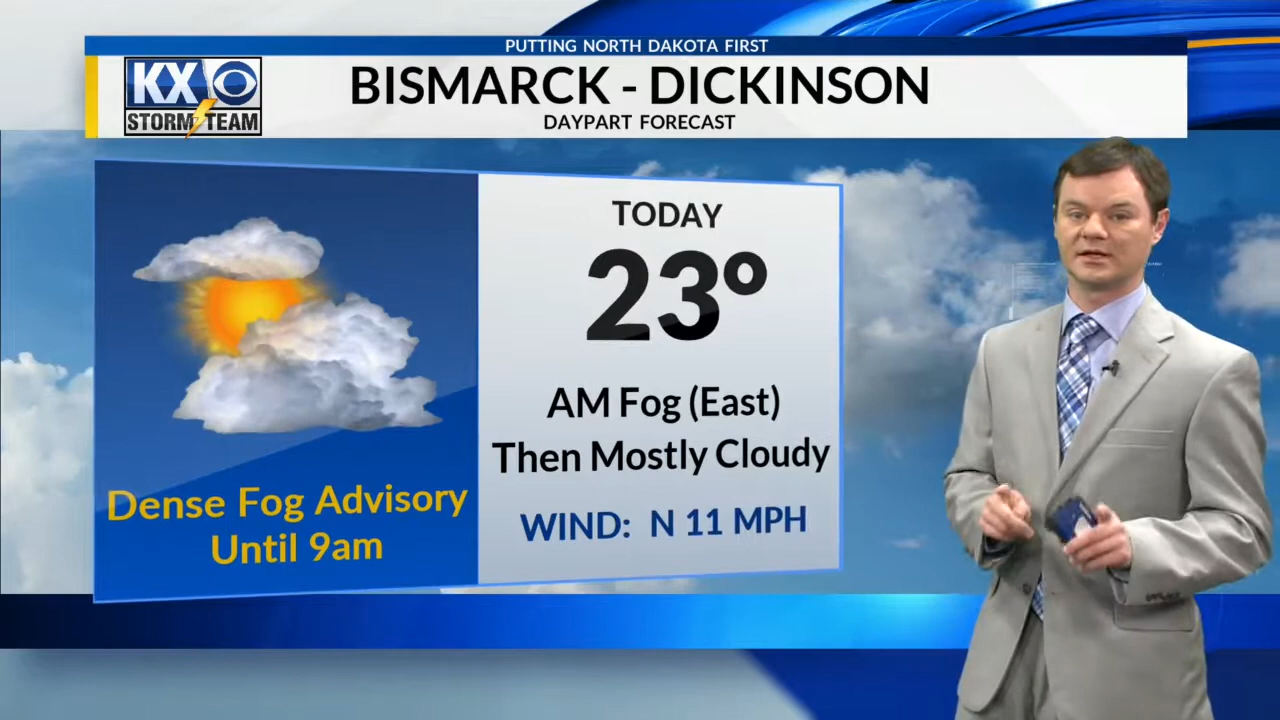 PUTTING NORTH DAKOTA FIRST
KX
STORM TEAM
BISMARCK - DICKINSON
DAYPART FORECAST
TODAY
23°
AM Fog (East)
Then Mostly Cloudy
WIND: N 11 MPH
Dense Fog Advisory
Until 9am